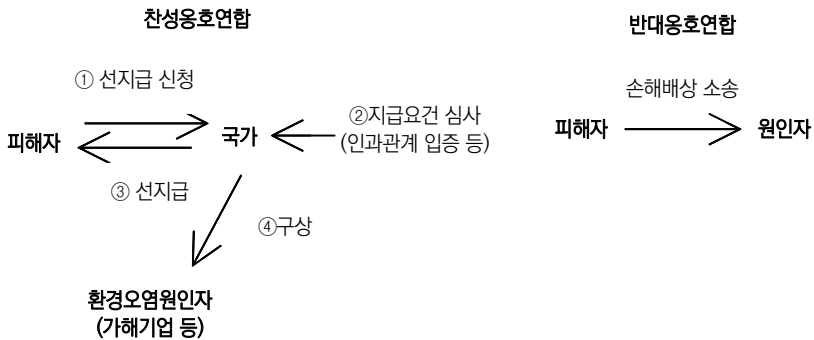 찬성옹호연합
① 선지급 신청
피해자
국가
②지급요건 심사
(인과관계 입증 등)
③ 선지급
④구상
환경오염원인자
(가해기업 등)
반대옹호연합
손해배상 소송
피해자
원인자